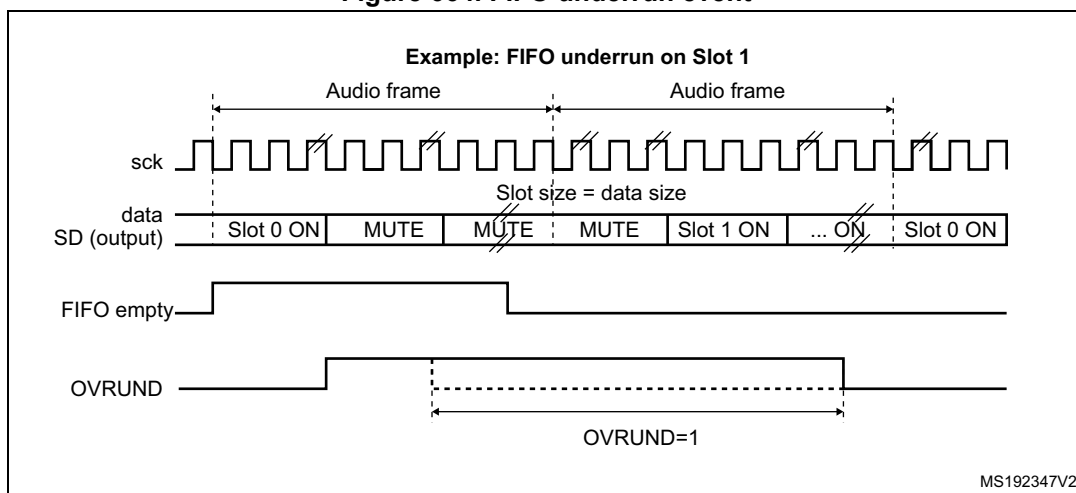 Example: FIFO underrun on Slot 1
Audio frame Audio frame
sck
Slot size = data size
data
SD (output) Slot 0 ON MUTE MUTE MUTE Slot 1 ON ... ON Slot 0 ON
FIFO empty
OVRUND
OVRUND=1
MS192347V2